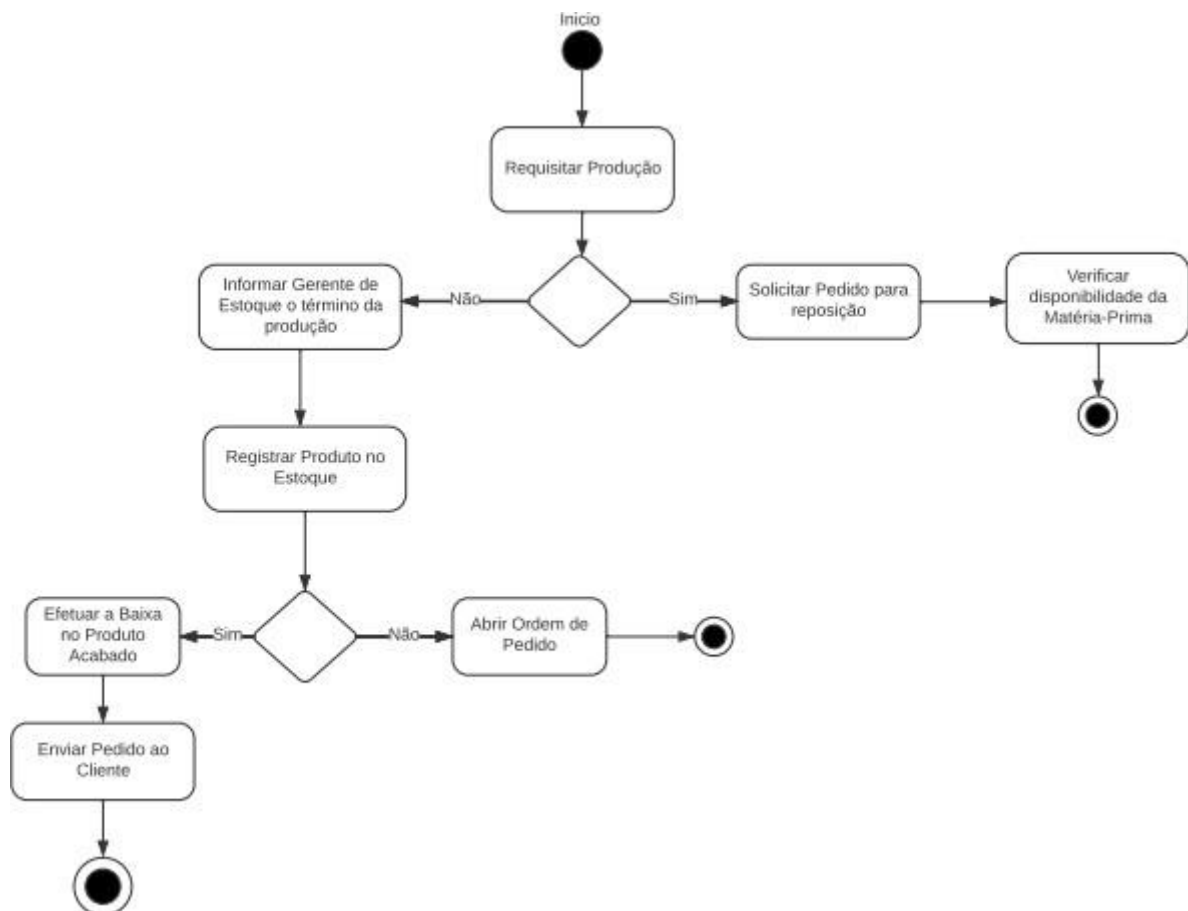 Inicio
Requisitar Produção
Informar Gerente de
Estoque o término da
produção
Não
Sim
Solicitar Pedido para
reposição
Verificar
disponibilidade da
Matéria-Prima
Registrar Produto no
Estoque
Efetuar a Baixa
no Produto
Acabado
Sim
Não
Abrir Ordem de
Pedido
Enviar Pedido ao
Cliente